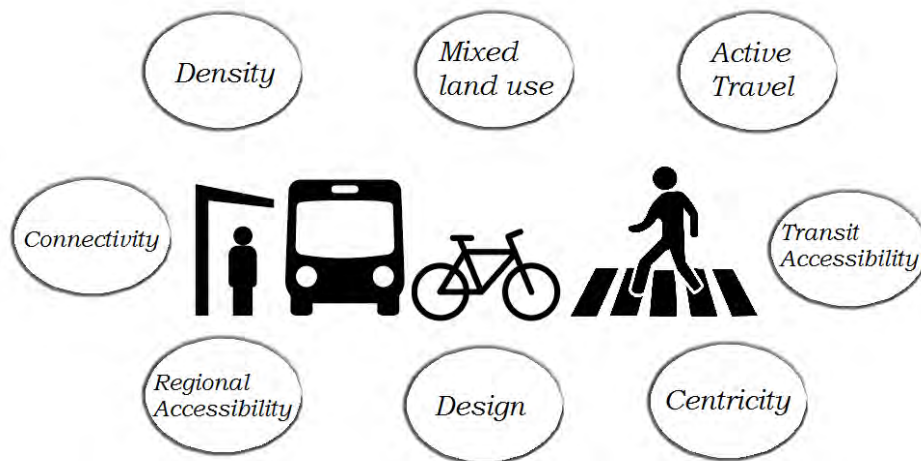 Density
Mixed
land use
Active
Travel
Connectivity
Transit
Accessibility
Regional
Accessibility
Design
Centricity